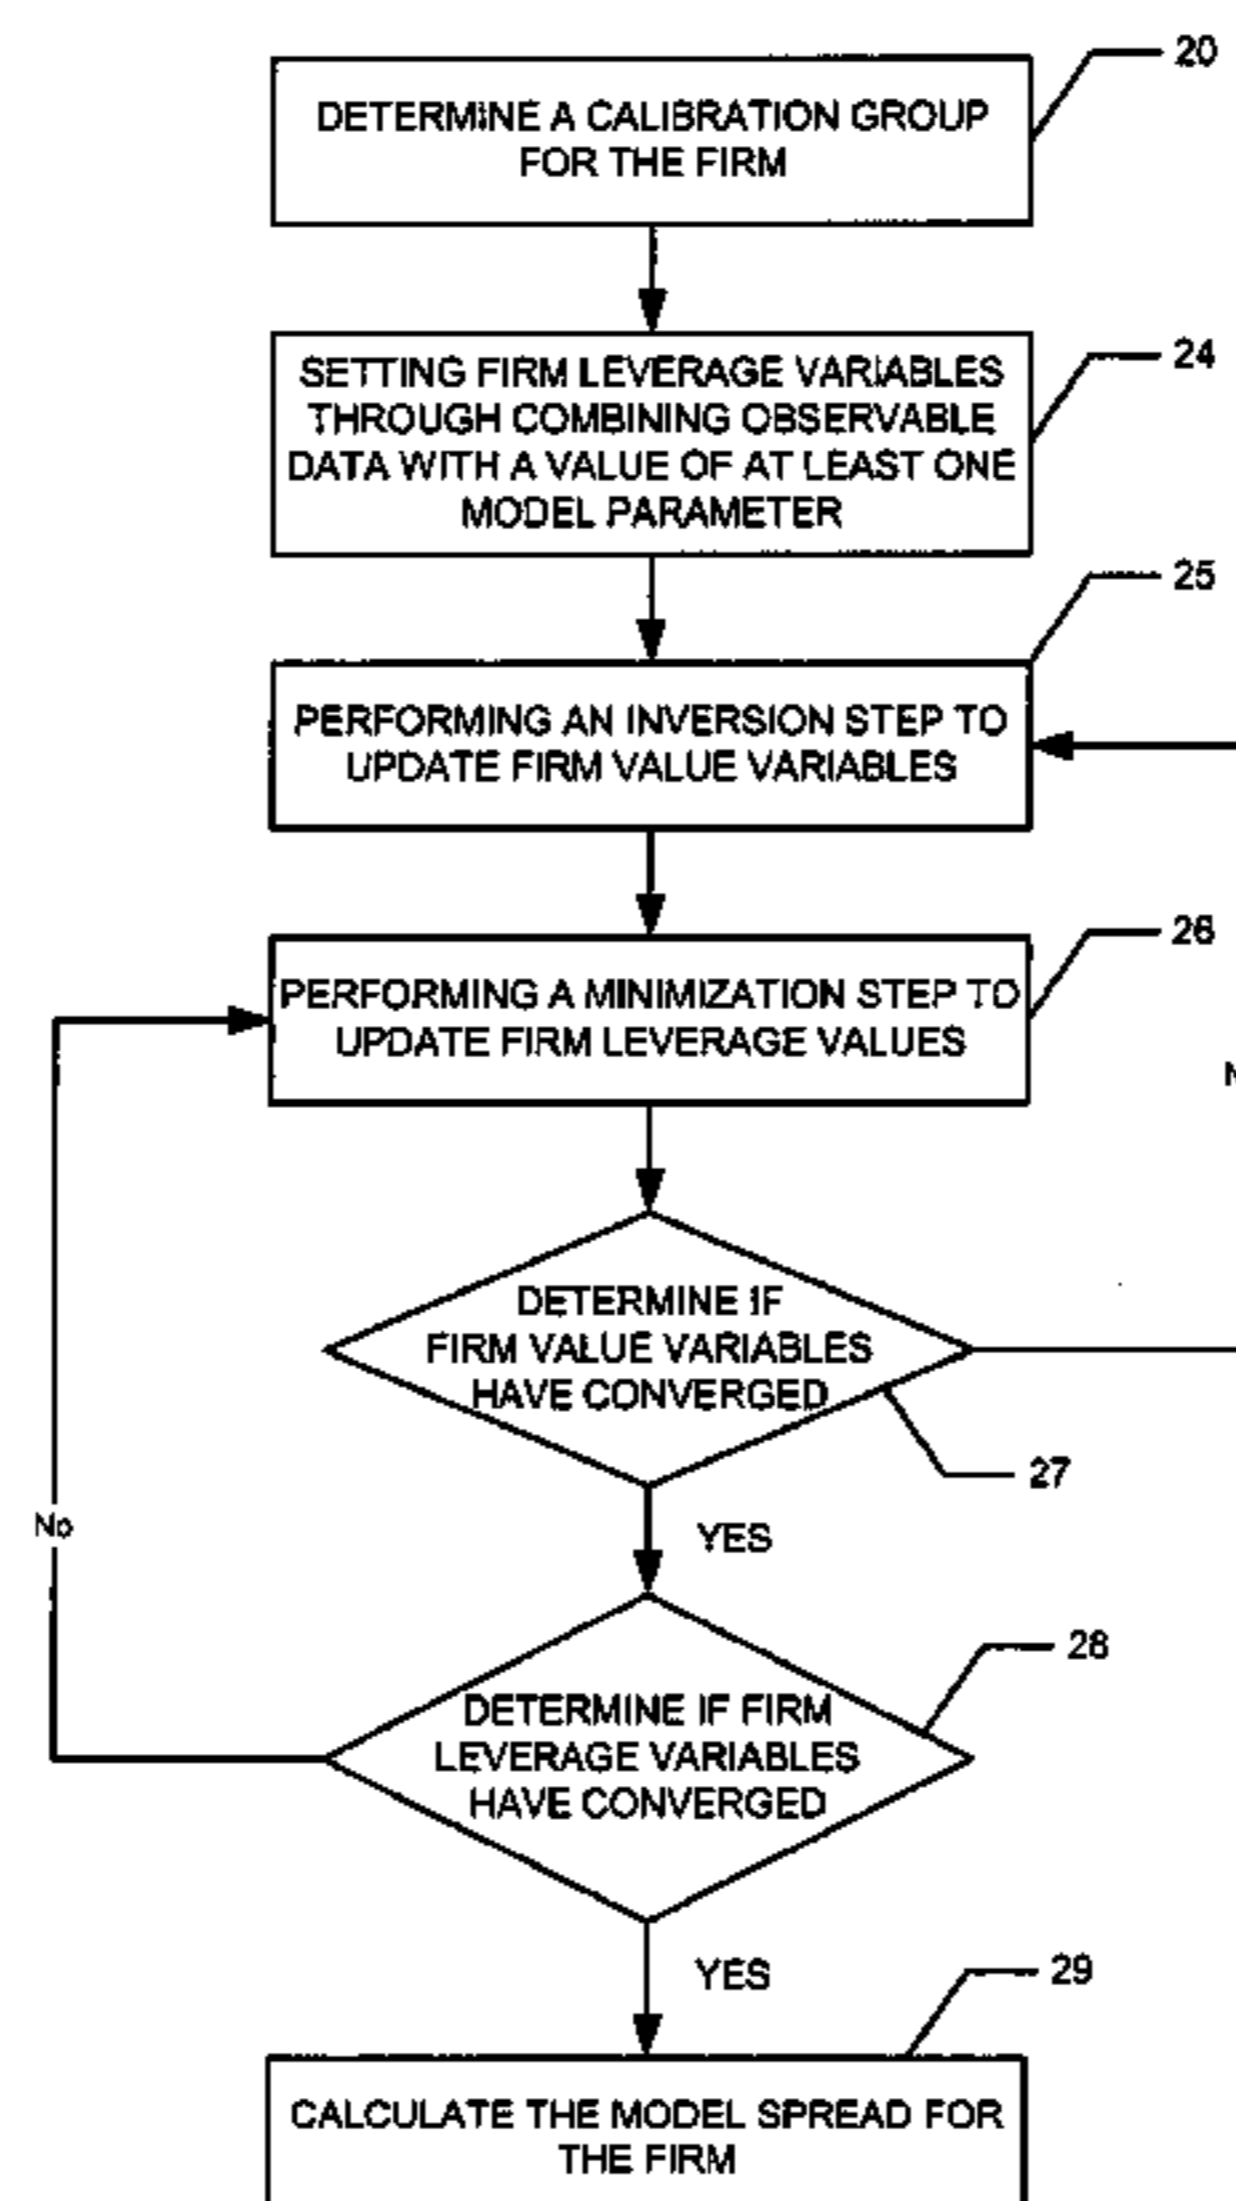 20
DETERMINE A CALIBRATION GROUP
FOR THE FIRM
24
SETTING FIRM LEVERAGE VARIABLES
THROUGH COMBINING OBSERVABLE
DATA WITH A VALUE OF AT LEAST ONE
MODEL PARAMETER
25
PERFORMING AN INVERSION STEP TO
UPDATE FIRM VALUE VARIABLES
26
PERFORMING A MINIMIZATION STEP TO
UPDATE FIRM LEVERAGE VALUES
DETERMINE IF
FIRM VALUE VARIABLES
HAVE CONVERGED
27
No
YES
28
DETERMINE IF FIRM
LEVERAGE VARIABLES
HAVE CONVERGED
YES
29
CALCULATE THE MODEL SPREAD FOR
THE FIRM